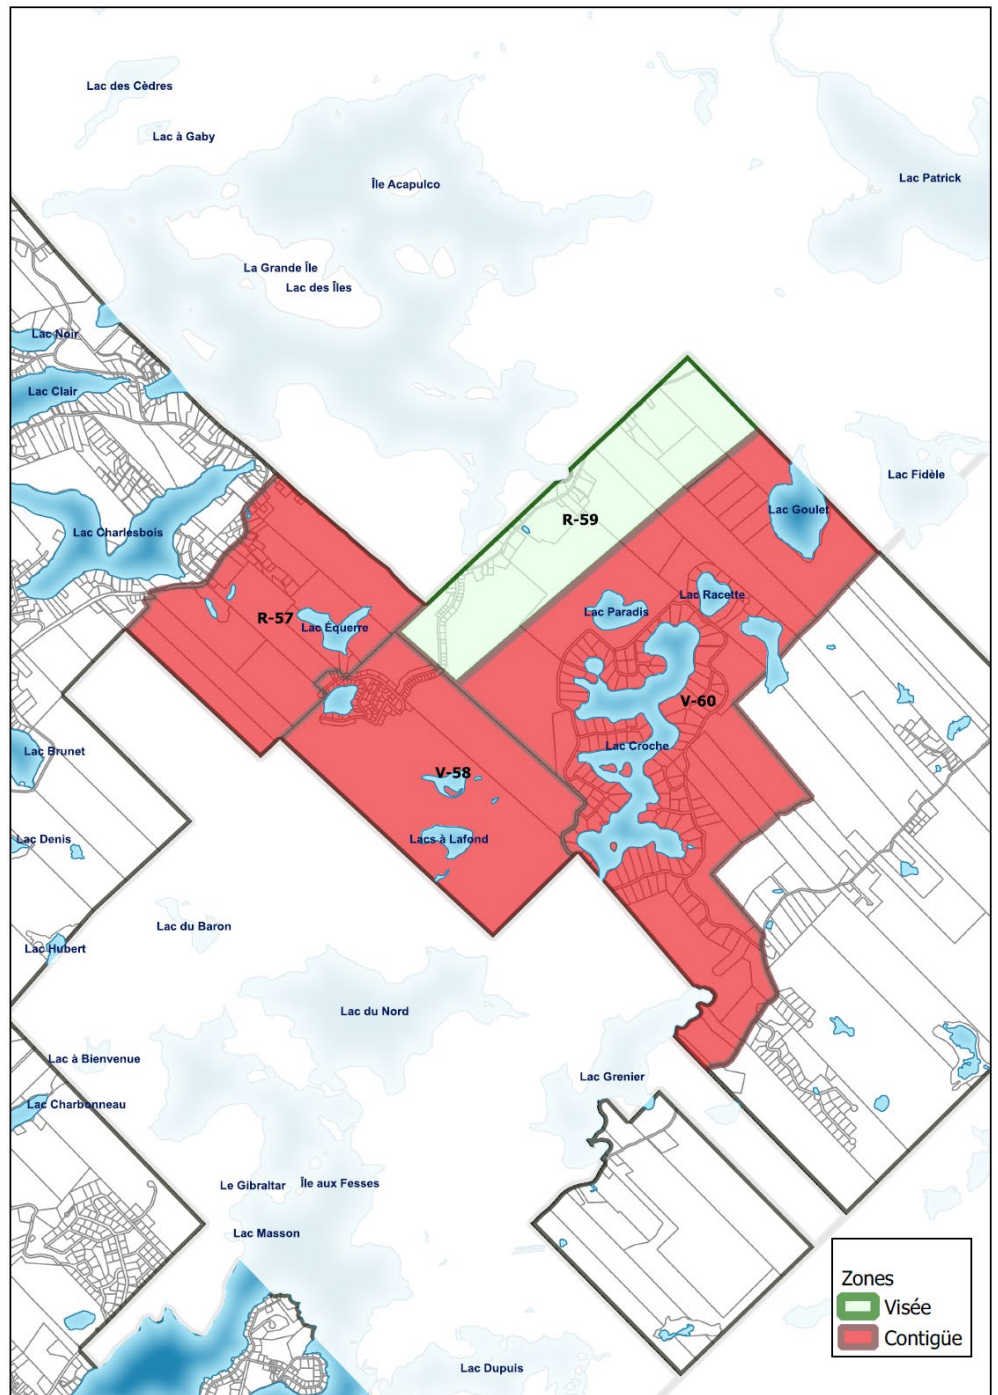 Lac des Cèdres
Lac à Gaby
Île Acapulco
Lac Patrick
La Grande Île
Lac des Îles
Lac Noir
Lac Clair
Lac Fidèle
Lac Goulet
R-59
Lac Charlesbois
Lac Racette
Lac Paradis
R-57
Lac Équerre
V-60
Lac Croche
Lac Brunet
V-58
Lac Denis
Lacs à Lafond
Lac du Baron
Lac Hubert
Lac du Nord
Lac à Bienvenue
Lac Grenier
Lac Charbonneau
Le Gibraltar
Île aux Fesses
Lac Masson
Zones
Visée
Contigüe
Lac Dupuis